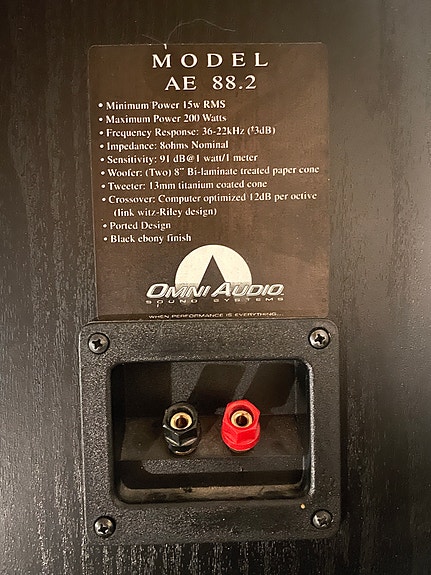 MODEL
AE 88.2
• Minimum Power 15w RMS
• Maximum Power 200 Watts
• Frequency Response: 36-22kHz (‡3dB)
• Impedance: 8ohms Nominal
• Sensitivity: 91 dB@1 watt/1 meter
• Woofer: (Two) 8" Bi-laminate treated paper cone
• Tweeter: 13mm titanium coated cone
• Crossover: Computer optimized 12dB per octive
(link witz-Riley design)
• Ported Design
• Black ebony finish
OMNI AUDIO
SOUND SYSTEMS
WHEN PERFORMANCE IS EVERYTHING...